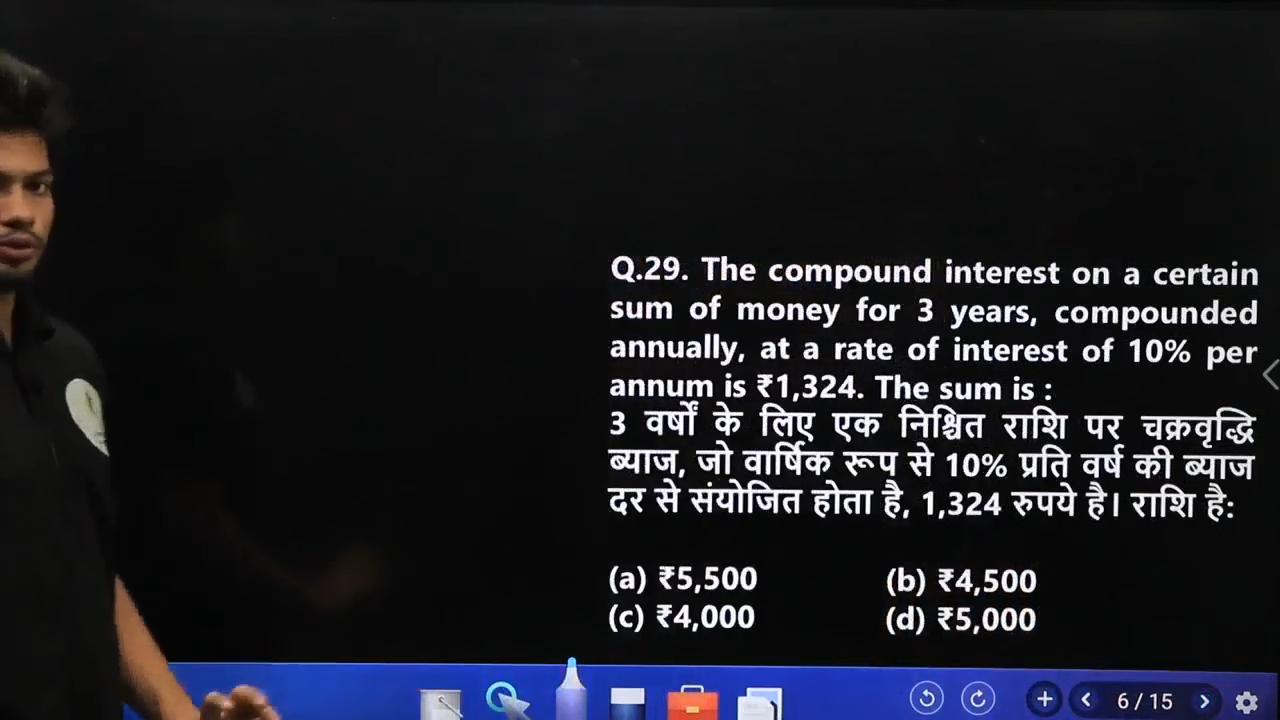 Q.29. The compound interest on a certain
sum of money for 3 years, compounded
annually, at a rate of interest of 10% per
annum is ₹1,324. The sum is :
3 वर्षों के लिए एक निश्चित राशि पर चक्रवृद्धि
ब्याज, जो वार्षिक रूप से 10% प्रति वर्ष की ब्याज
दर से संयोजित होता है, 1,324 रुपये है। राशि है:
(a) ₹5,500 (b) ₹4,500
(c) ₹4,000 (d) ₹5,000
6 / 15